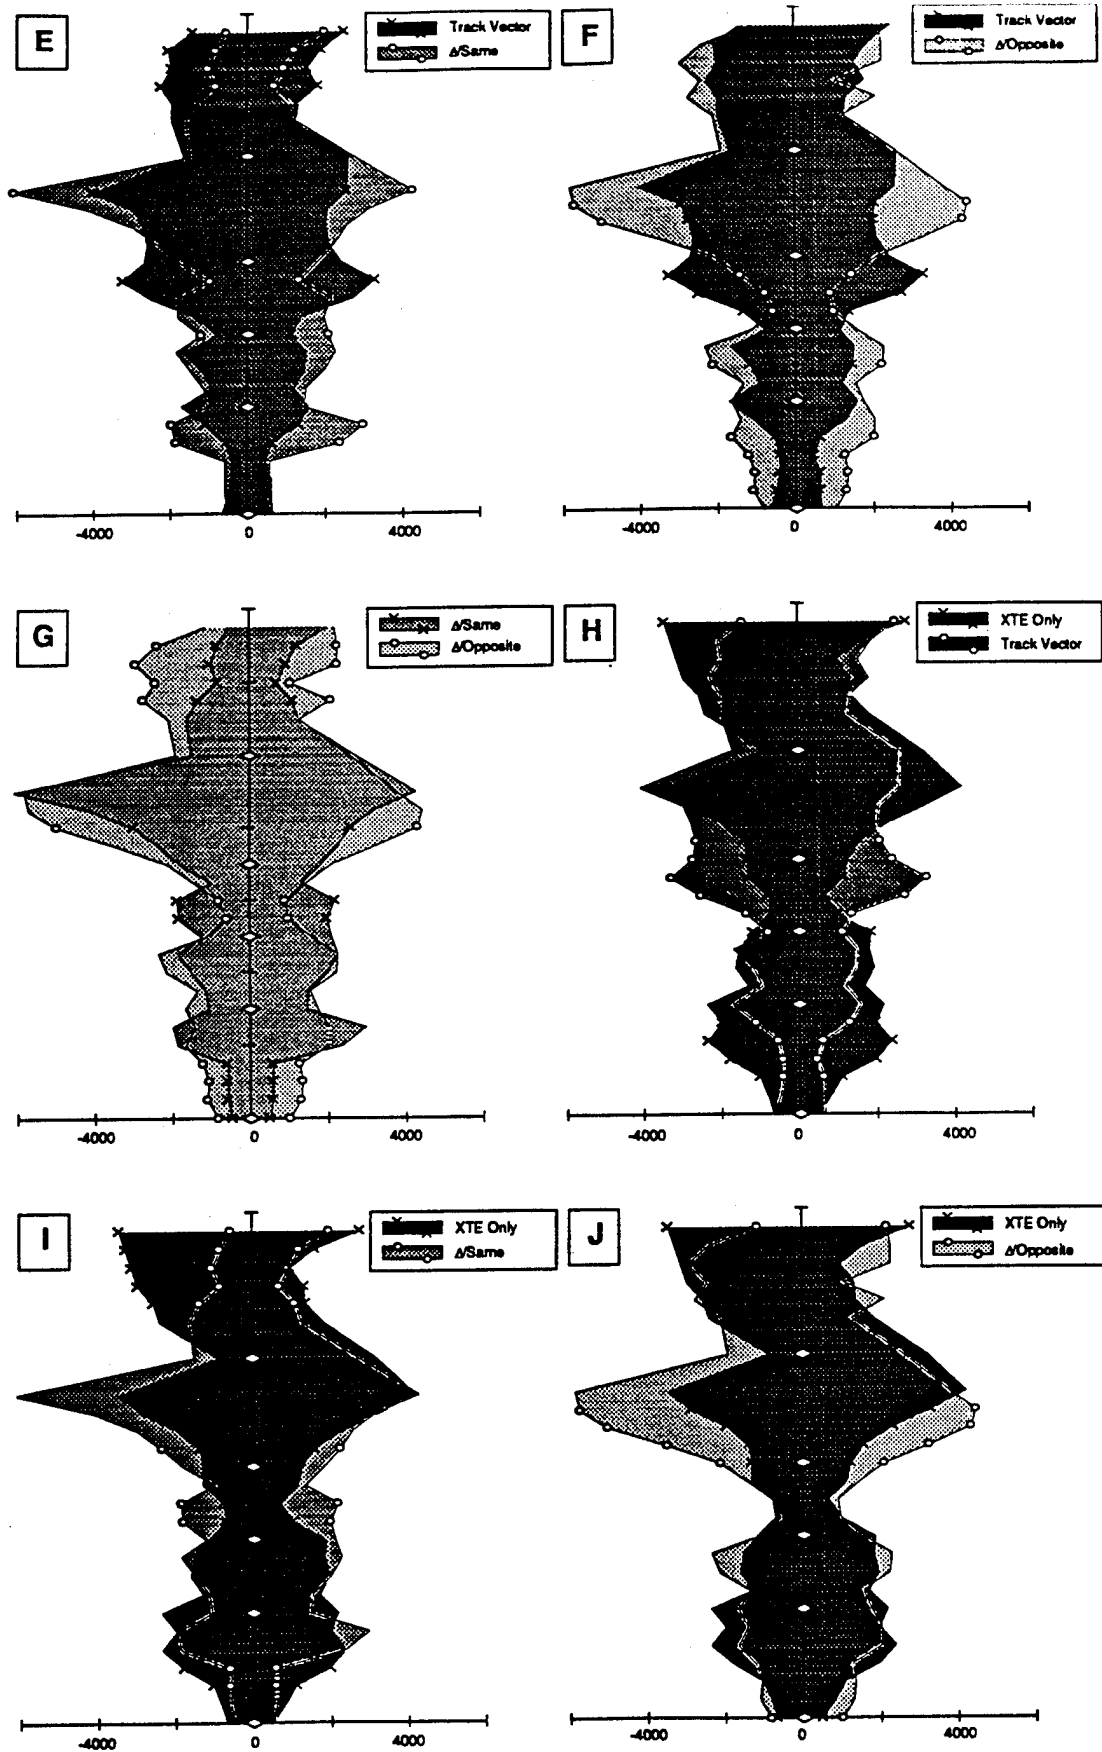 E
Track Vector
Δ/Same
F
Track Vector
Δ/Opposite
-4000 0 4000
-4000 0 4000
G
Δ/Same
Δ/Opposite
H
XTE Only
Track Vector
-4000 0 4000
-4000 0 4000
I
XTE Only
Δ/Same
J
XTE Only
Δ/Opposite
-4000 0 4000
-4000 0 4000